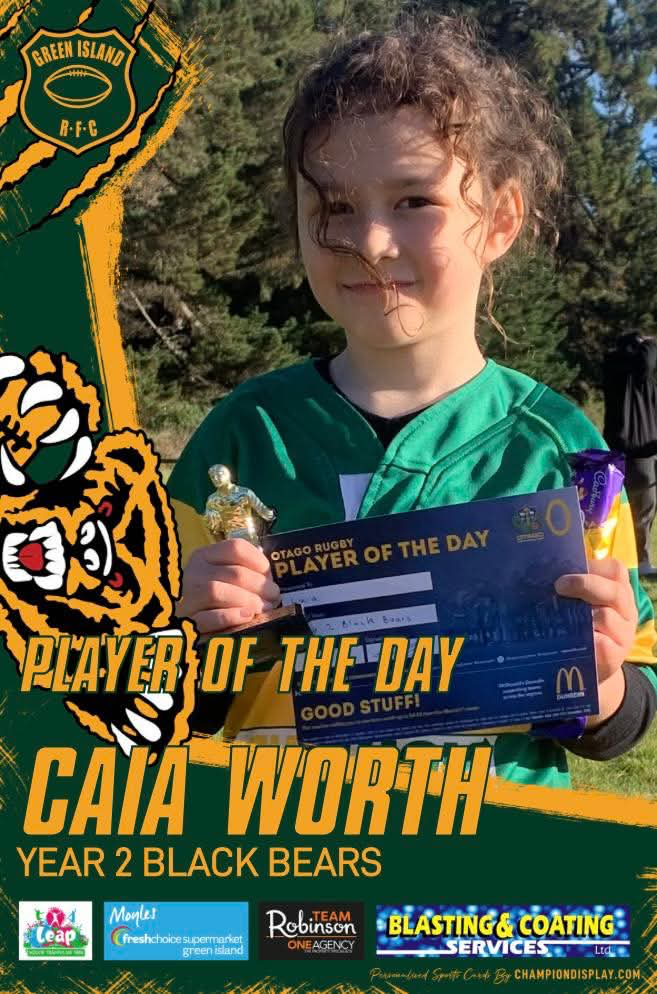 GREEN ISLAND
R·F·C
Cadbury
OTAGO RUGBY
PLAYER OF THE DAY
2 Black Bears
GOOD STUFF!
PLAYER OF THE DAY
CAIA WORTH
YEAR 2 BLACK BEARS
Leap
Moyles
freshchoice supermarket
green island
TEAM
Robinson
ONEAGENCY
BLASTING & COATING
SERVICES Ltd
Personalised Sports Cards By CHAMPIONDISPLAY.COM